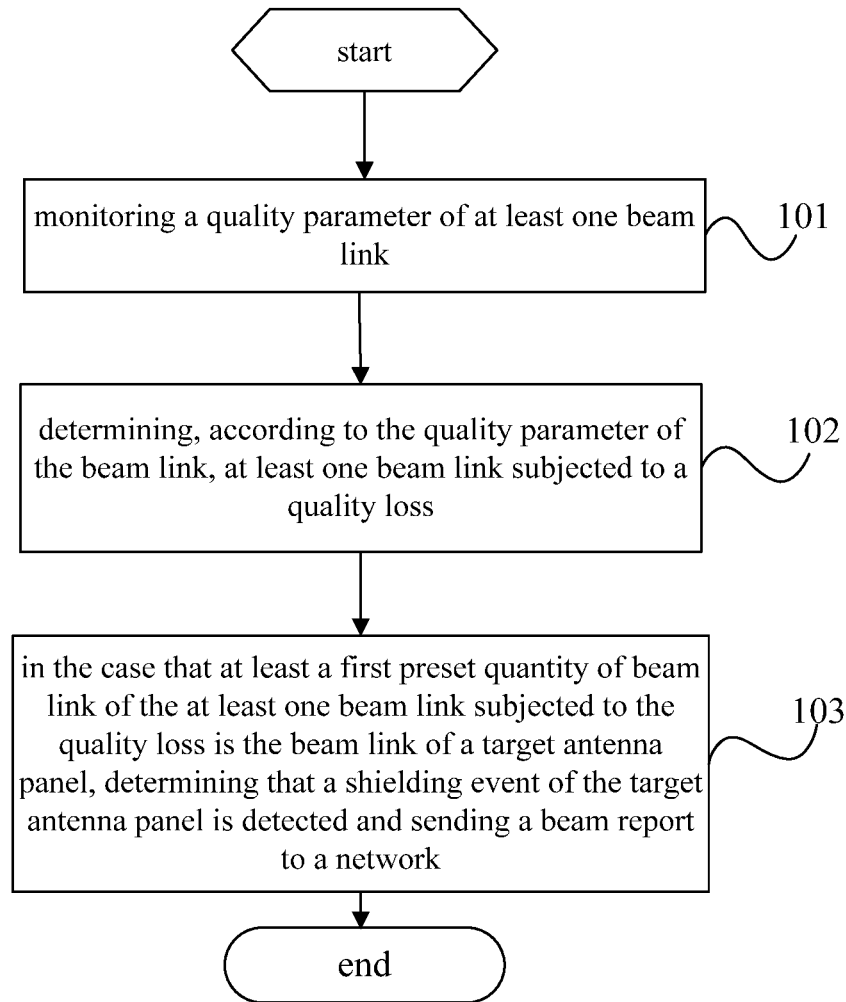 start
monitoring a quality parameter of at least one beam
link
101
determining, according to the quality parameter of
the beam link, at least one beam link subjected to a
quality loss
102
in the case that at least a first preset quantity of beam
link of the at least one beam link subjected to the
quality loss is the beam link of a target antenna
panel, determining that a shielding event of the target
antenna panel is detected and sending a beam report
to a network
103
end